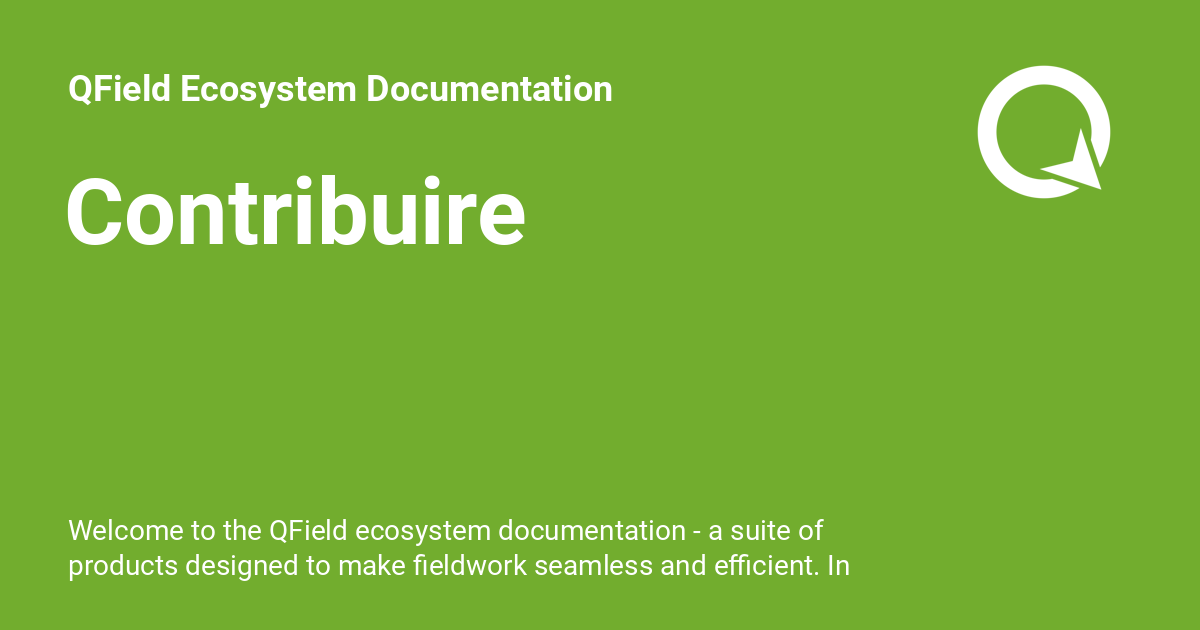 QField Ecosystem Documentation
Contribuire
Welcome to the QField ecosystem documentation - a suite of
products designed to make fieldwork seamless and efficient. In